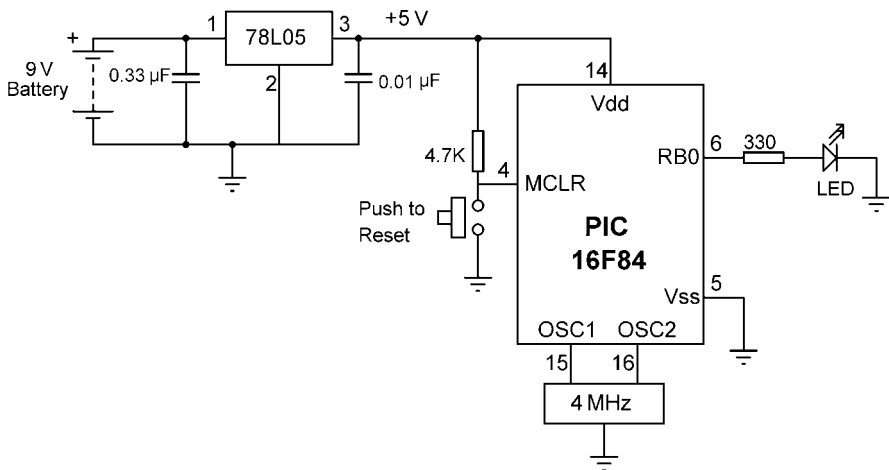 +
9 V
Battery
0.33 µF
1
78L05
3
2
+5 V
0.01 µF
4.7K
4
Push to
Reset
14
Vdd
MCLR
RB0
6
330
LED
PIC
16F84
Vss
5
OSC1
OSC2
15
16
4 MHz